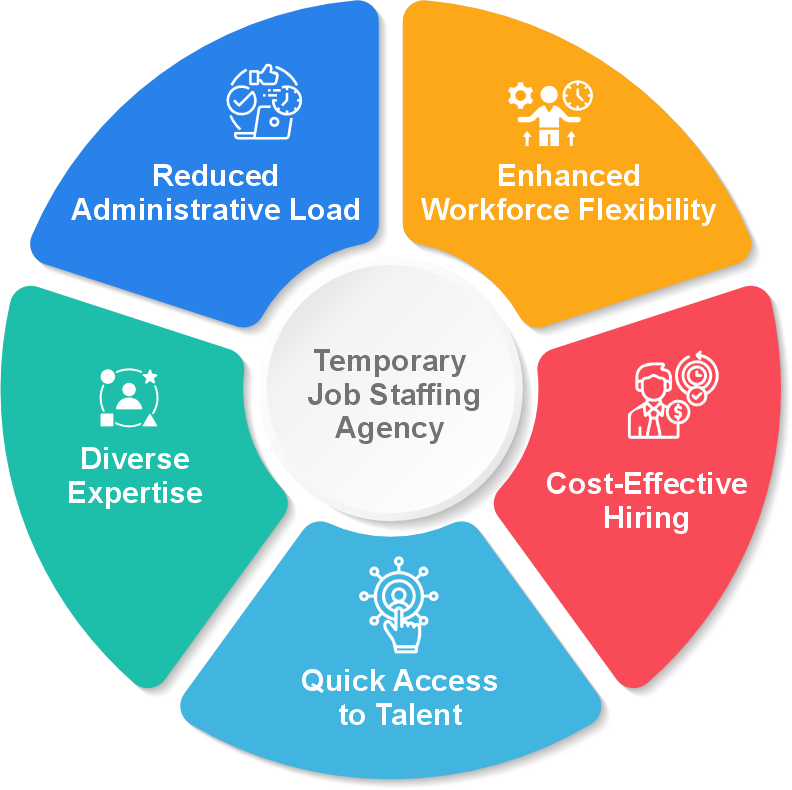 Reduced
Administrative Load
Enhanced
Workforce Flexibility
Temporary
Job Staffing
Agency
Diverse
Expertise
Cost-Effective
Hiring
Quick Access
to Talent
$